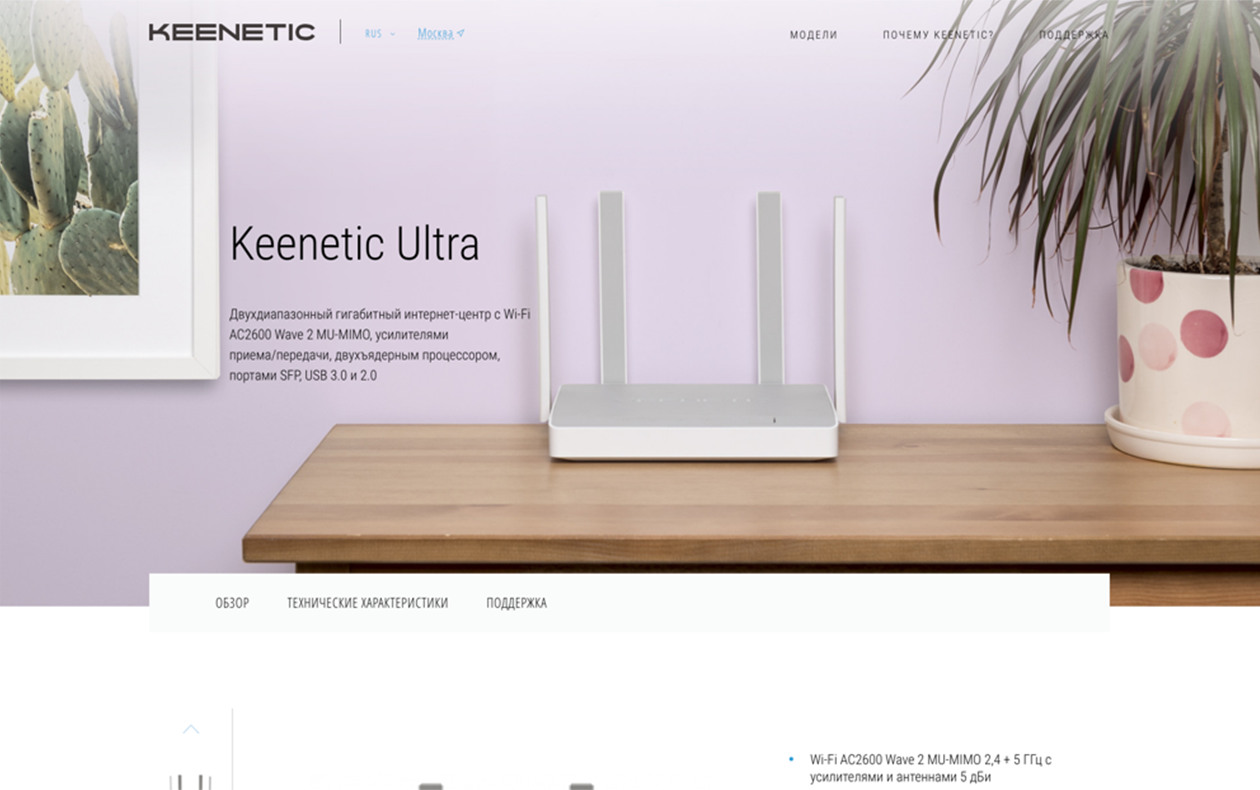 KEENETIC
RUS
Москва
МОДЕЛИ
ПОЧЕМУ KEENETIC?
ПОДДЕРЖКА
Keenetic Ultra
Двухдиапазонный гигабитный интернет-центр с Wi-Fi
AC2600 Wave 2 MU-MIMO, усилителями
приема/передачи, двухъядерным процессором,
портами SFP, USB 3.0 и 2.0
ОБЗОР
ТЕХНИЧЕСКИЕ ХАРАКТЕРИСТИКИ
ПОДДЕРЖКА
Wi-Fi AC2600 Wave 2 MU-MIMO 2,4 + 5 ГГц с
усилителями и антеннами 5 дБи